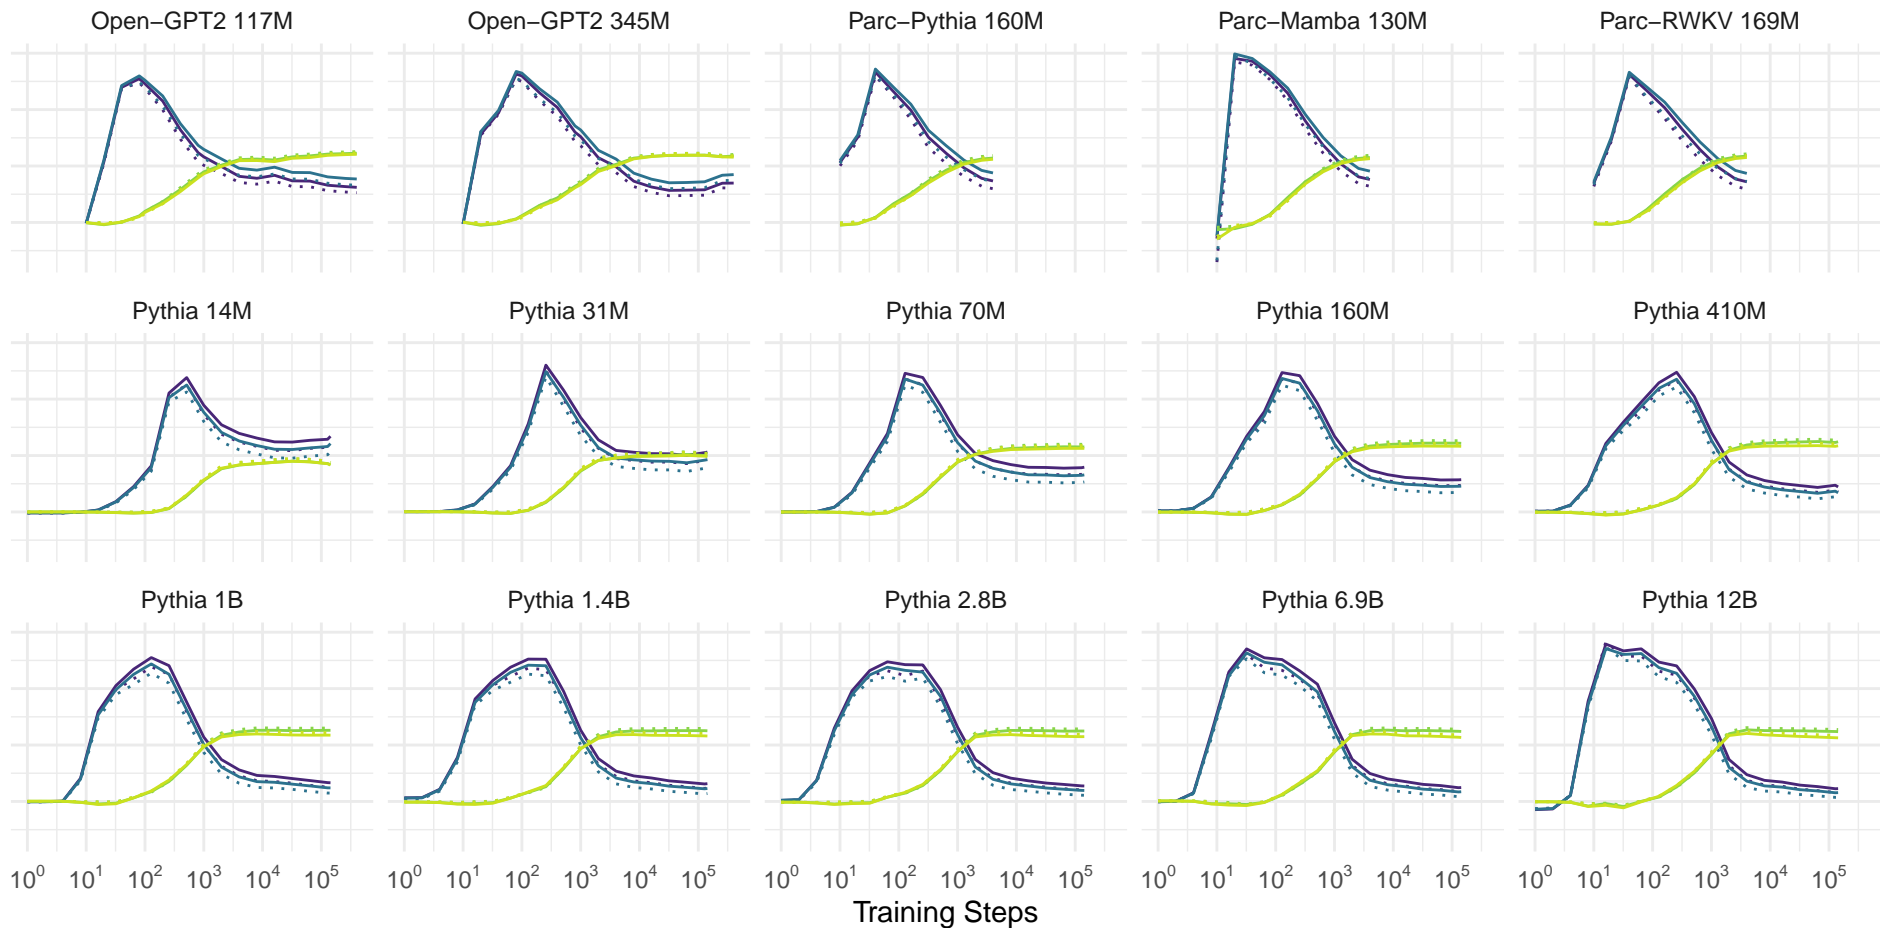 Open−GPT2 117M
Open−GPT2 345M
Parc−Pythia 160M
Parc−Mamba 130M
Parc−RWKV 169M
Pythia 14M
Pythia 31M
Pythia 70M
Pythia 160M
Pythia 410M
Pythia 1B
Pythia 1.4B
Pythia 2.8B
Pythia 6.9B
Pythia 12B
10⁰ 10¹ 10² 10³ 10⁴ 10⁵
10⁰ 10¹ 10² 10³ 10⁴ 10⁵
10⁰ 10¹ 10² 10³ 10⁴ 10⁵
10⁰ 10¹ 10² 10³ 10⁴ 10⁵
10⁰ 10¹ 10² 10³ 10⁴ 10⁵
Training Steps